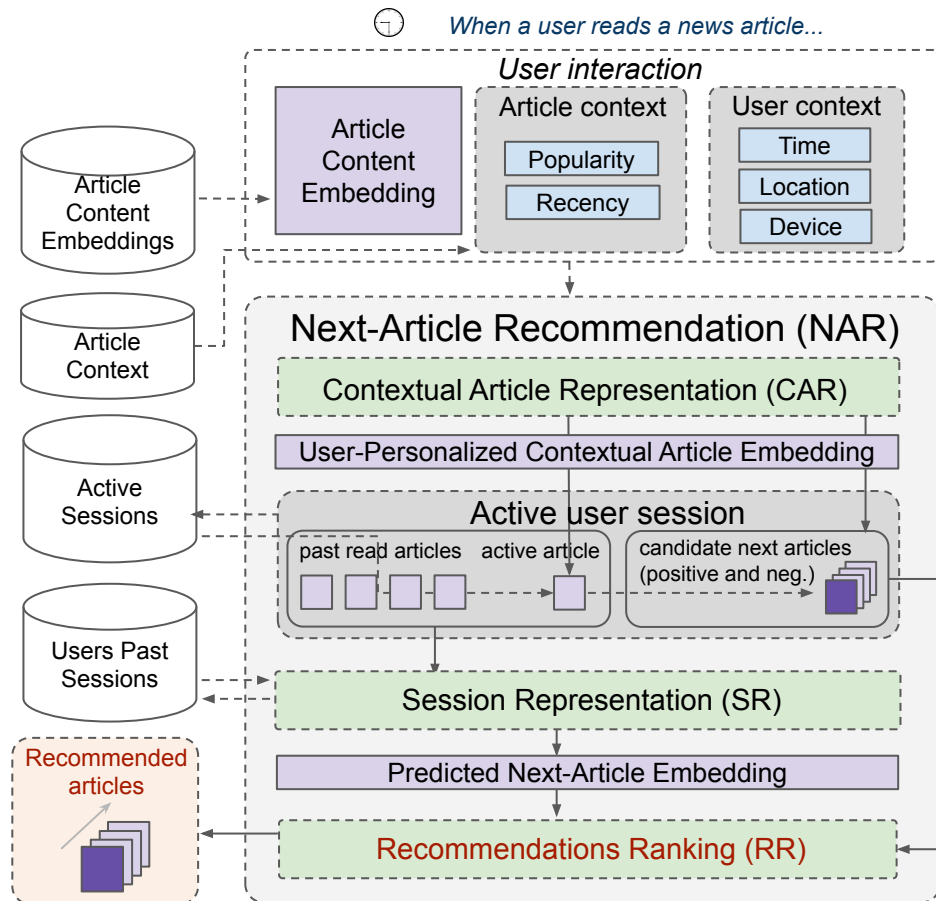 When a user reads a news article...
User interaction
Article
Content
Embedding
Article context
Popularity
Recency
User context
Time
Location
Device
Article
Content
Embeddings
Article
Context
Active
Sessions
Users Past
Sessions
Next-Article Recommendation (NAR)
Contextual Article Representation (CAR)
User-Personalized Contextual Article Embedding
Active user session
past read articles
active article
candidate next articles
(positive and neg.)
Session Representation (SR)
Predicted Next-Article Embedding
Recommendations Ranking (RR)
Recommended
articles